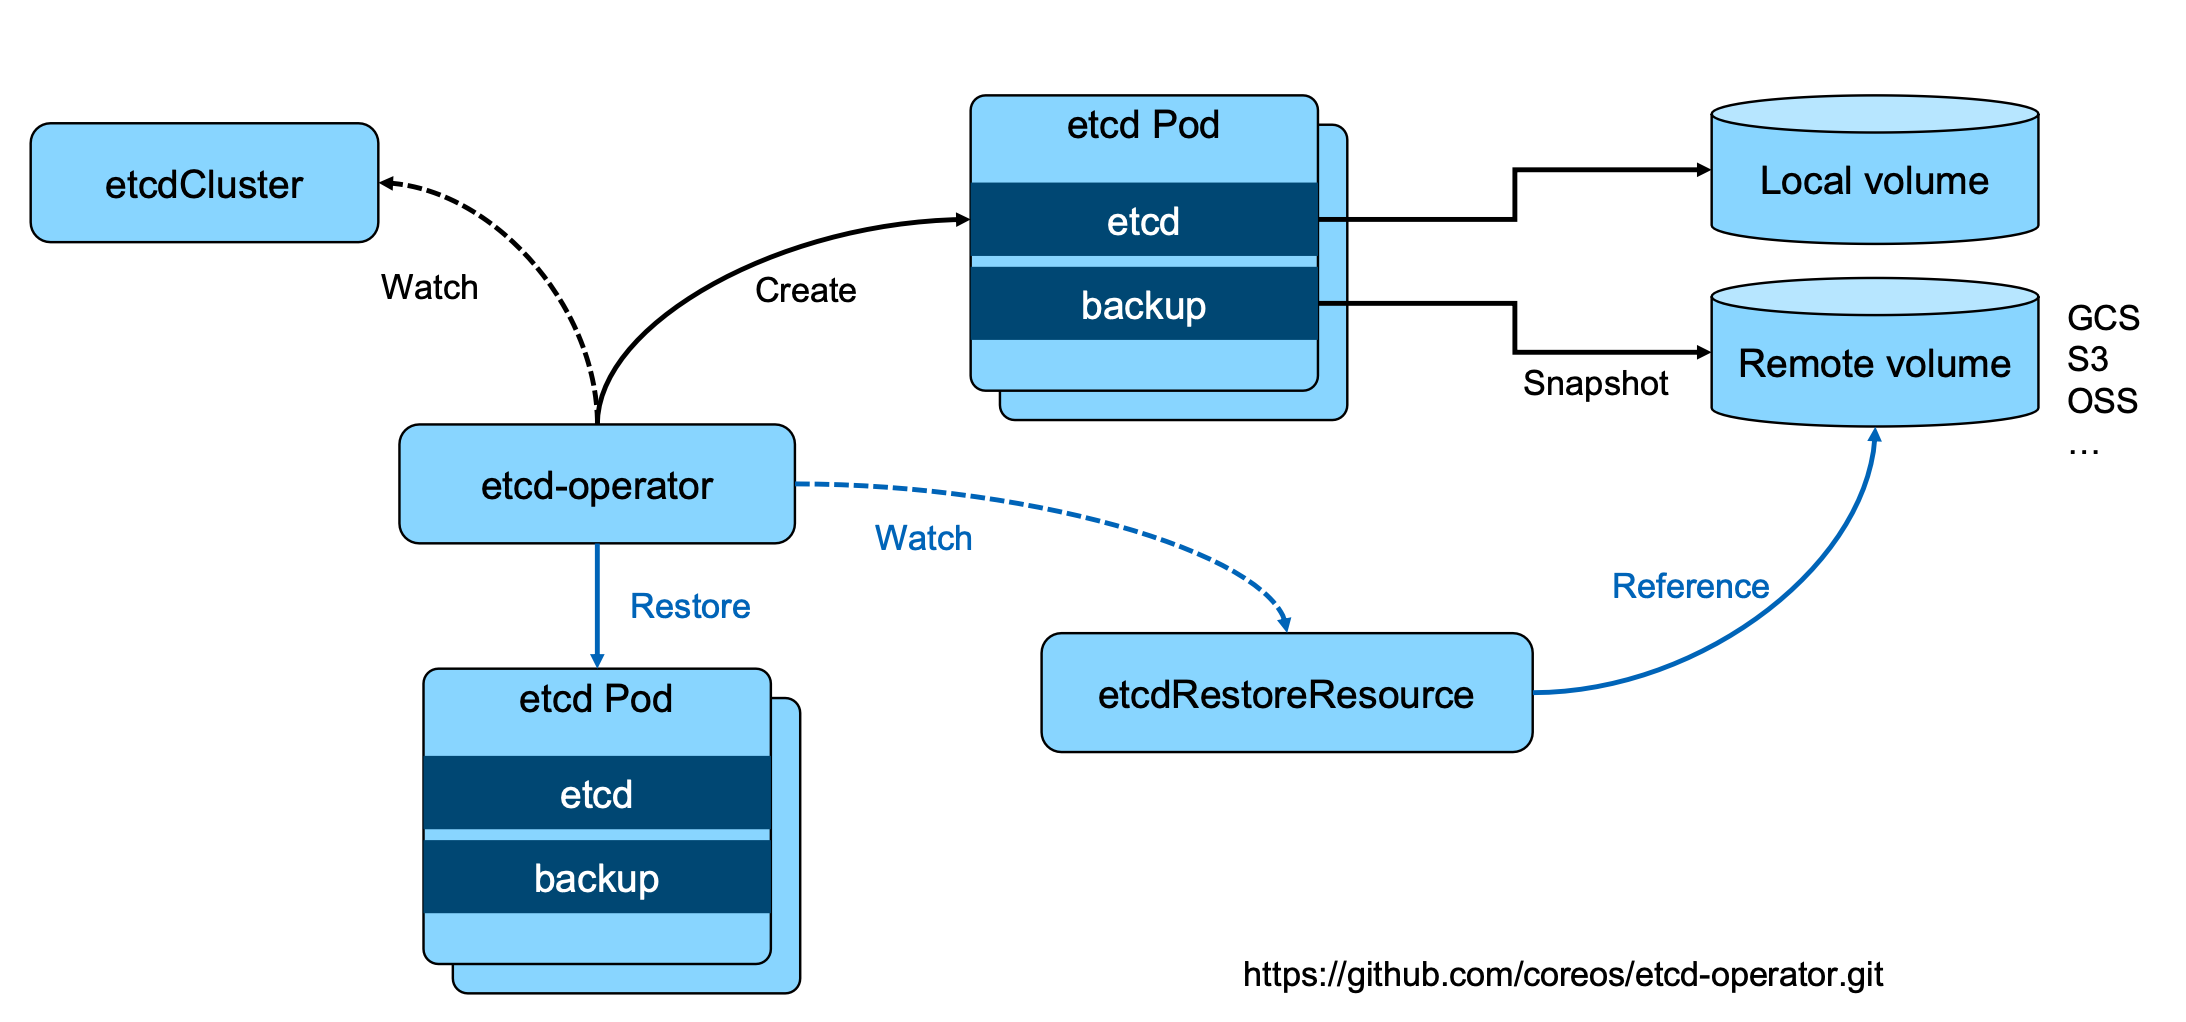 etcd Pod
etcdCluster
etcd
Local volume
Watch
Create
backup
GCS
S3
OSS
...
Remote volume
Snapshot
etcd-operator
Watch
Reference
Restore
etcdRestoreResource
etcd Pod
etcd
backup
https://github.com/coreos/etcd-operator.git